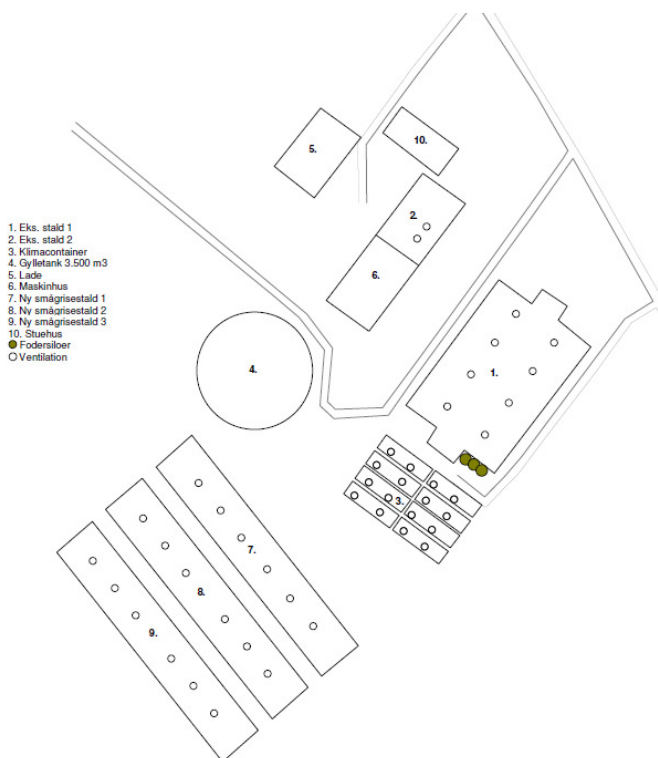 10.
5.
2.
1. Eks. stald 1
2. Eks. stald 2
3. Klimacontainer
4. Gylletank 3.500 m3
5. Lade
6. Maskinhus
7. Ny smågrisestald 1
8. Ny smågrisestald 2
9. Ny smågrisestald 3
10. Stuehus
Fodersiloer
Ventilation
6.
4.
1.
3.
7.
8.
9.